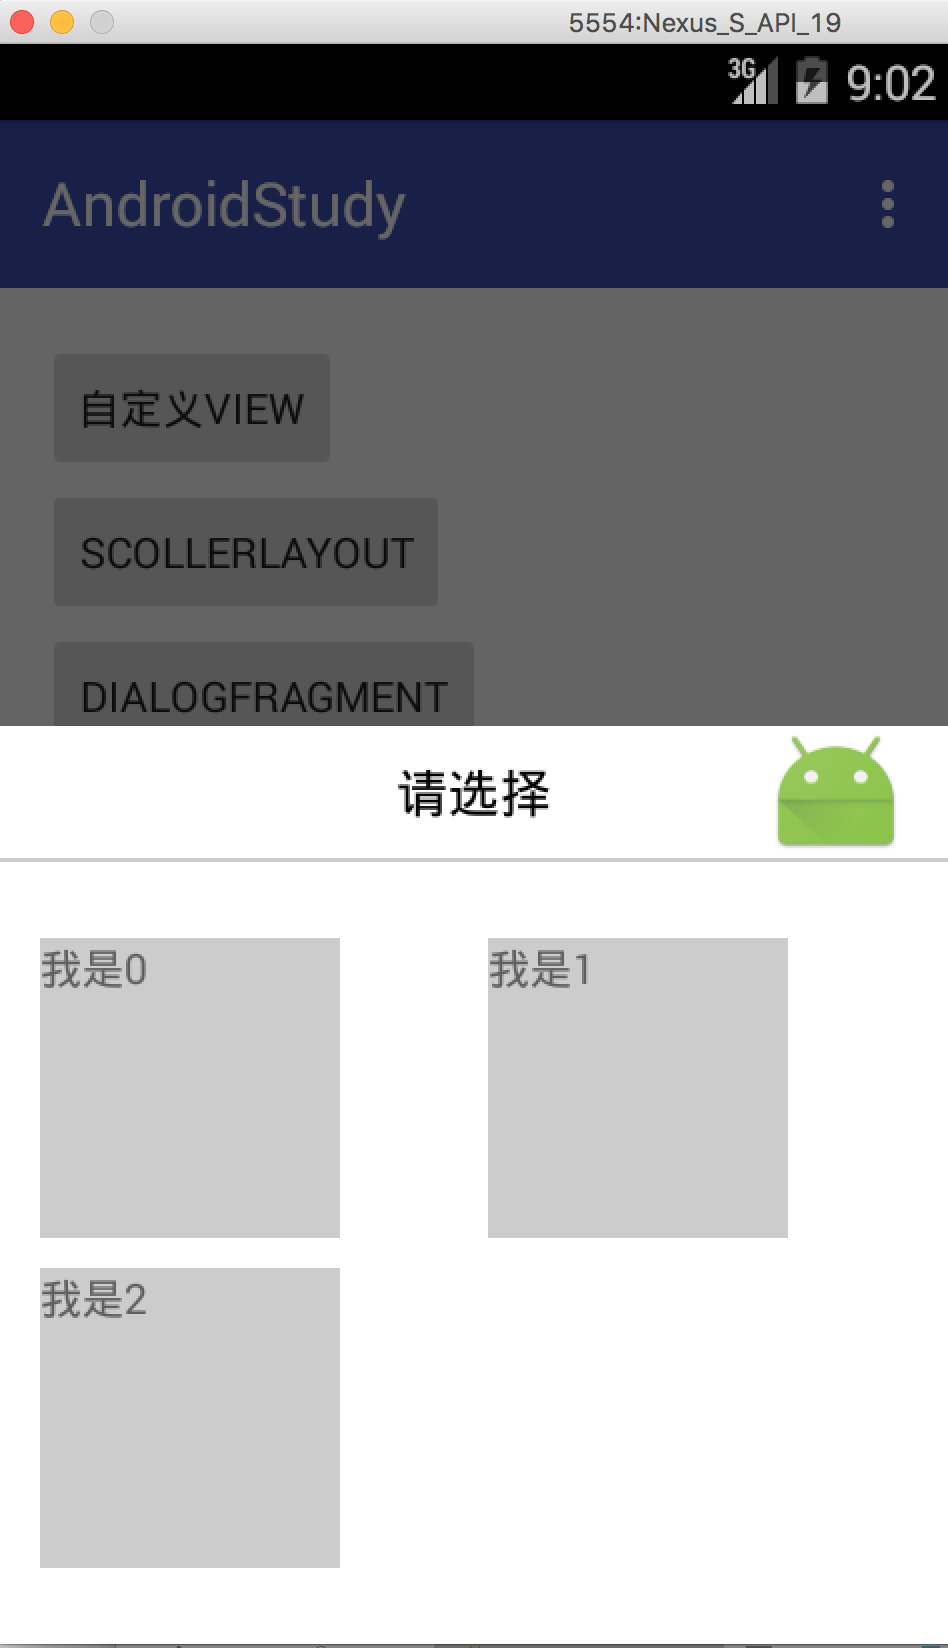 5554:Nexus_S_API_19
3G 9:02
AndroidStudy
自定义VIEW
SCOLLERLAYOUT
DIALOGFRAGMENT
请选择
我是0 我是1
我是2